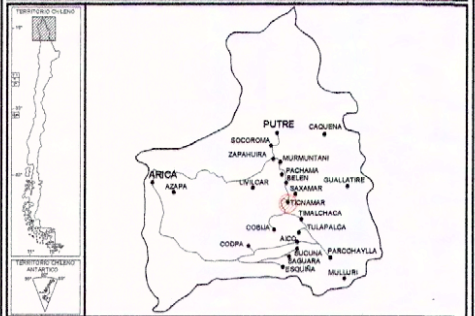 TERRITORIO CHILENO
PUTRE
CAQUENA
SOCOROMA
ZAPAHUIRA
MURMUNTANI
PACHAMA
BELEN
ARICA
AZAPA
LIVILCAR
GUALLATIRE
SAXAMAR
TICNAMAR
TIMALCHACA
COBIJA
TULAPALCA
AICO
CODPA
SUCUNA
PARCOHAYLLA
SAGUARA
ESQUIÑA
MULLURI
TERRITORIO CHILENO
ANTARTICO